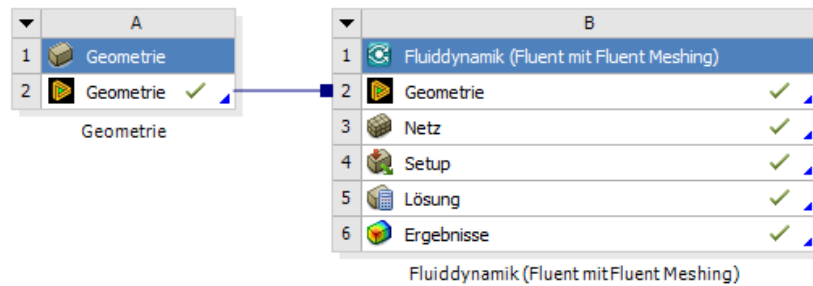 A
1 Geometrie
2 Geometrie
Geometrie
B
1 Fluiddynamik (Fluent mit Fluent Meshing)
2 Geometrie
3 Netz
4 Setup
5 Lösung
6 Ergebnisse
Fluiddynamik (Fluent mit Fluent Meshing)